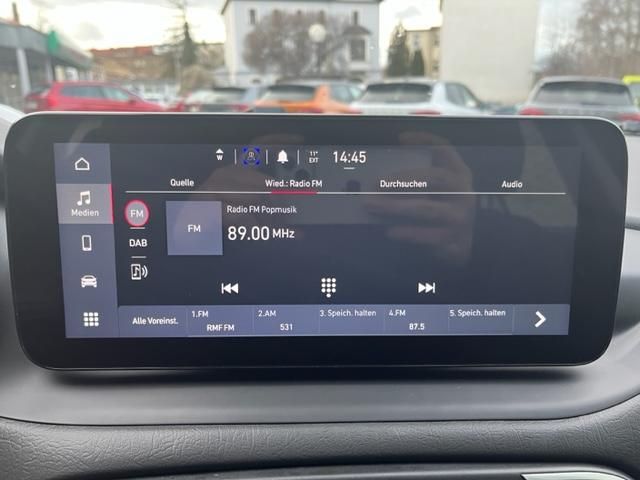 W 11° EXT 14:45
Quelle Wied.: Radio FM Durchsuchen Audio
Medien
FM FM Radio FM Popmusik
89.00 MHz
DAB
Alle Voreinst. 1.FM 2.AM 3. Speich. halten 4.FM 5. Speich. halten
RMF FM 531 87.5